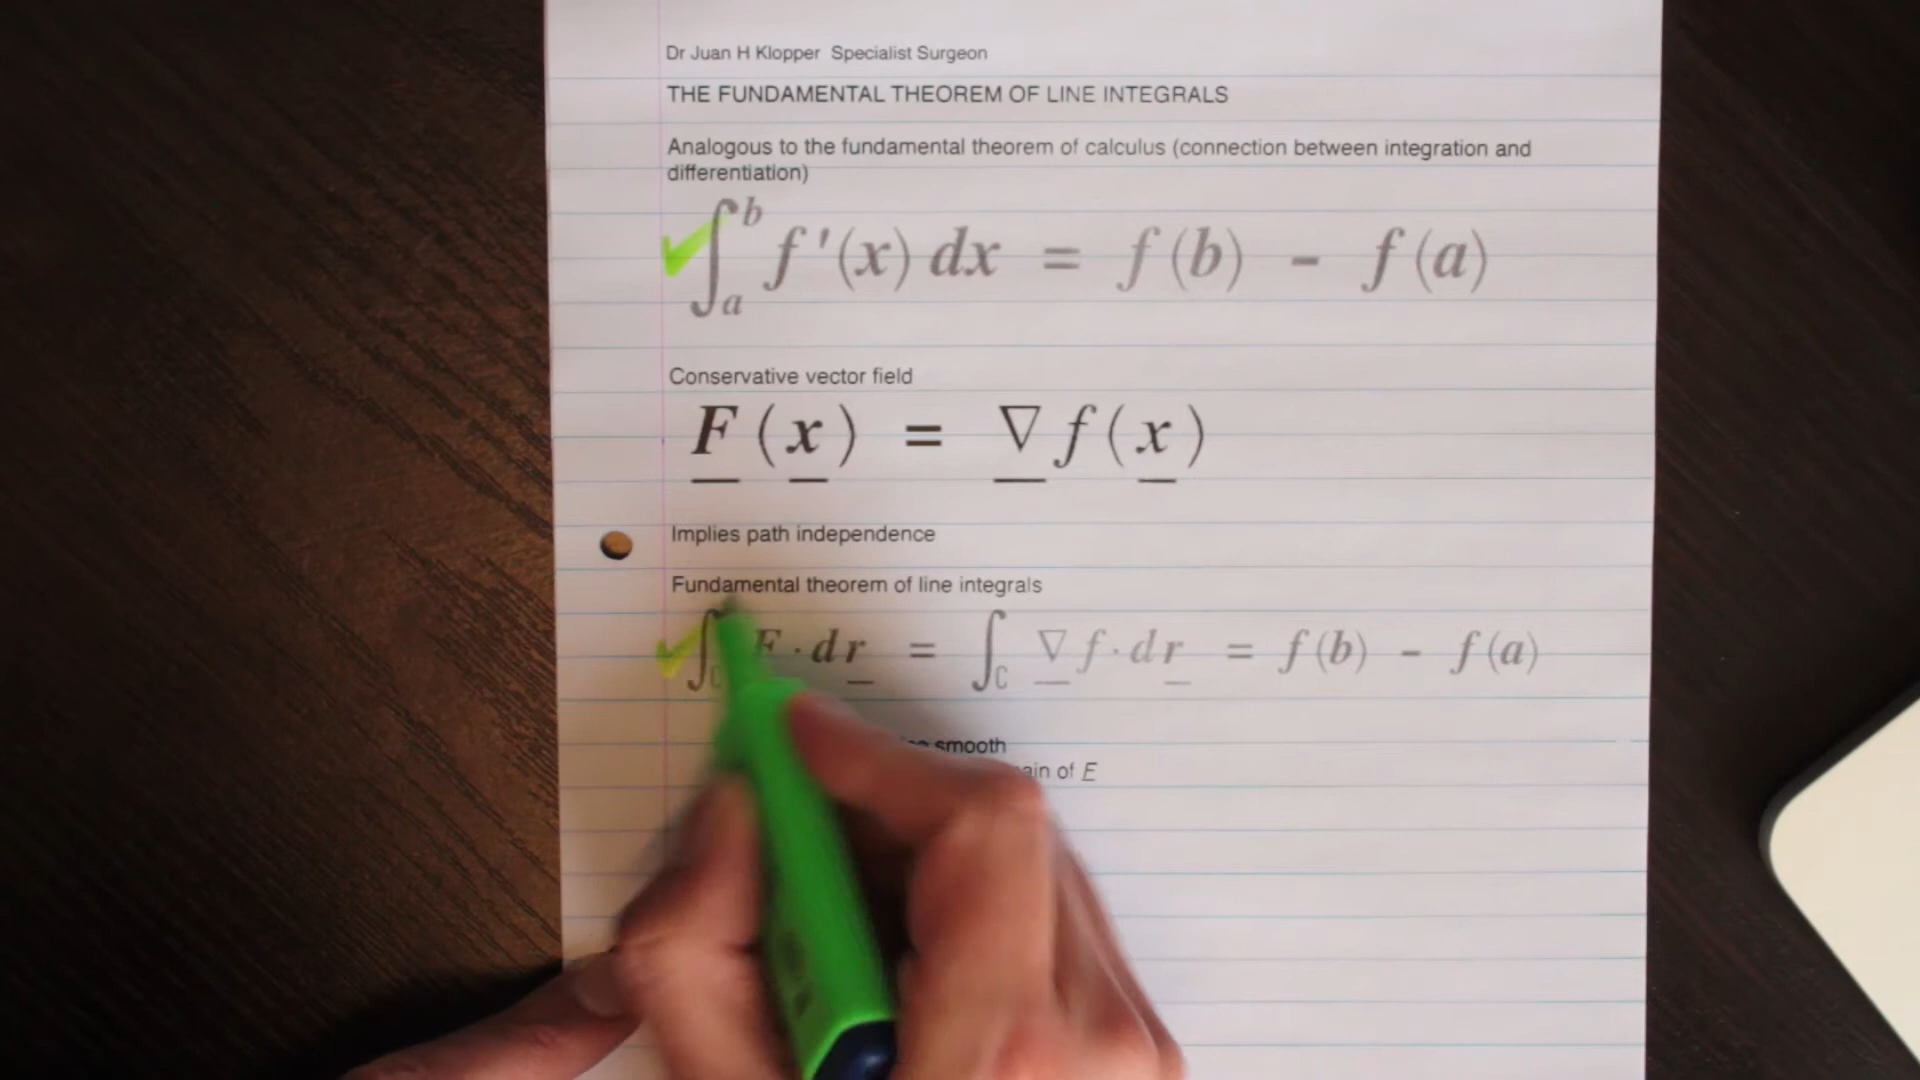 Dr Juan H Klopper Specialist Surgeon
THE FUNDAMENTAL THEOREM OF LINE INTEGRALS
Analogous to the fundamental theorem of calculus (connection between integration and
differentiation)
∫_a^b f'(x) dx = f(b) - f(a)
Conservative vector field
F(x) = ∇f(x)
Implies path independence
Fundamental theorem of line integrals
∫ F · dr = ∫_C ∇f · dr = f(b) - f(a)
smooth
of E